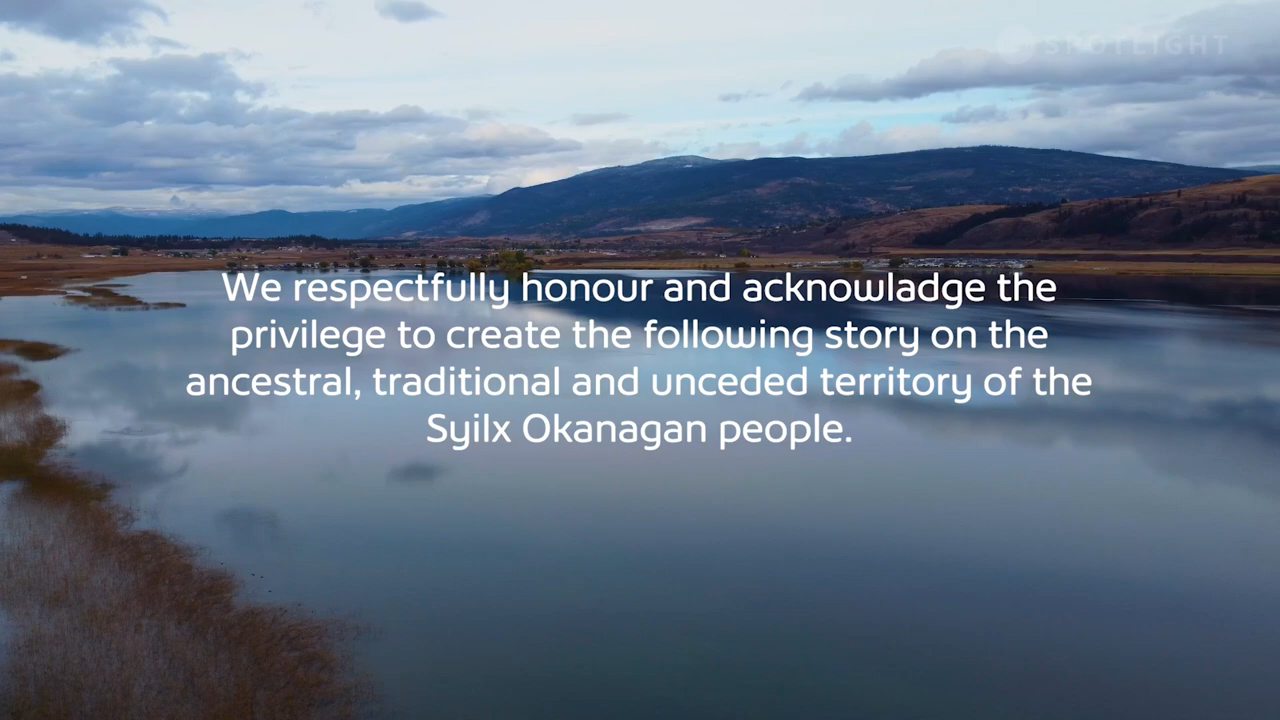 SPOTLIGHT
We respectfully honour and acknowladge the
privilege to create the following story on the
ancestral, traditional and unceded territory of the
Syilx Okanagan people.